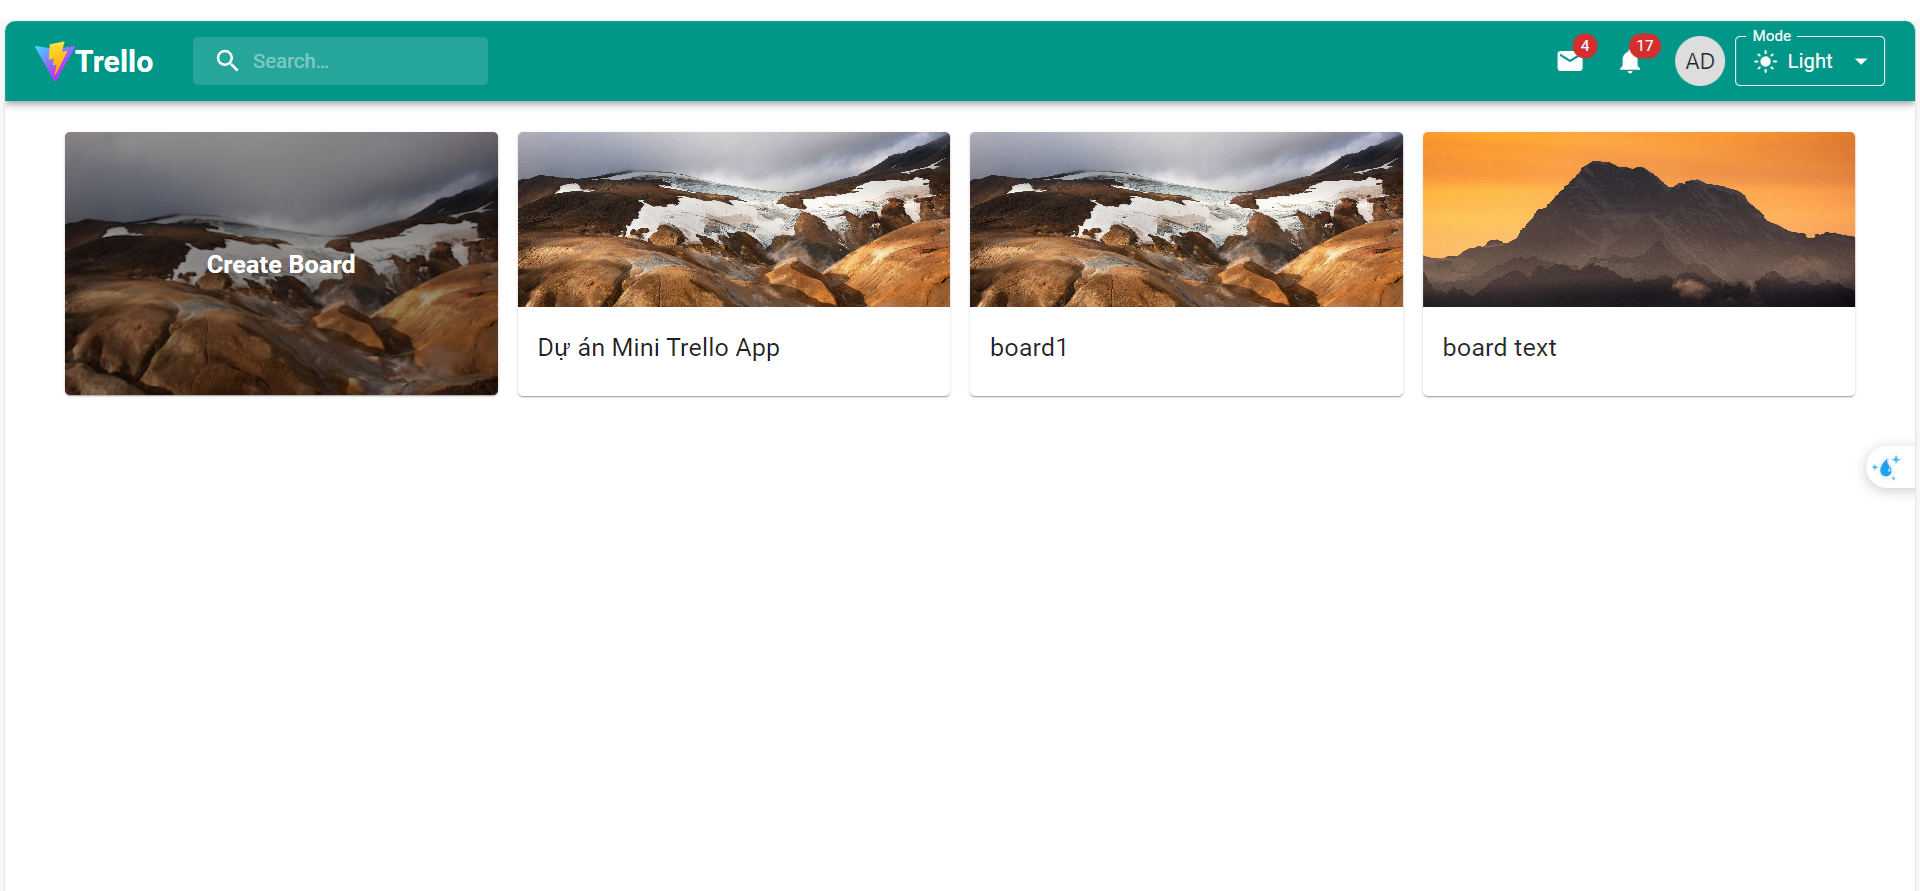 Trello
Search...
4
17
AD
Mode
Light
Create Board
Dự án Mini Trello App
board1
board text